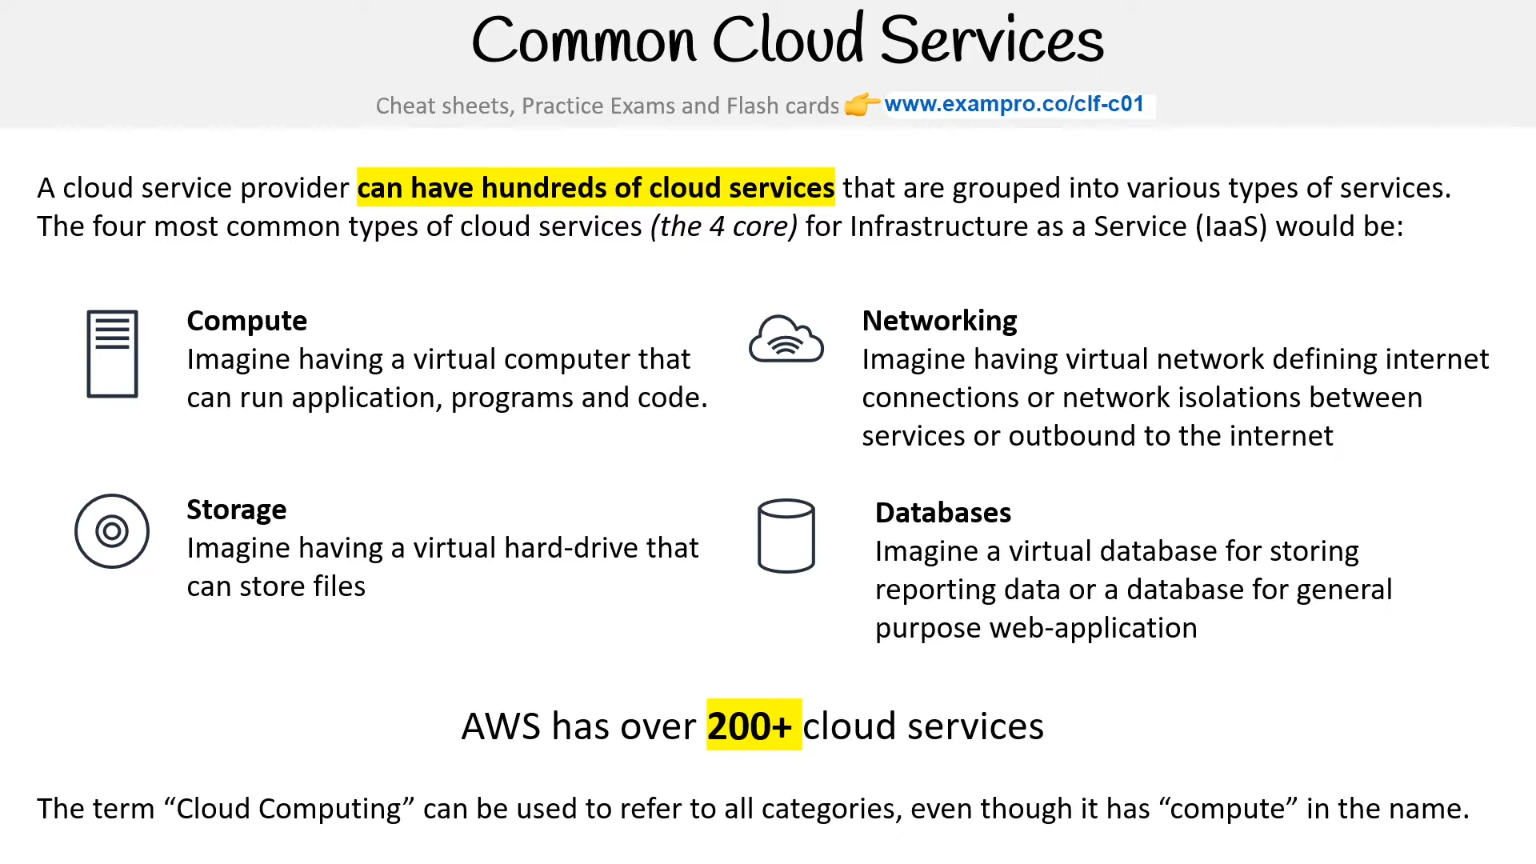 Common Cloud Services
Cheat sheets, Practice Exams and Flash cards 👉 www.exampro.co/clf-c01
A cloud service provider can have hundreds of cloud services that are grouped into various types of services.
The four most common types of cloud services (the 4 core) for Infrastructure as a Service (IaaS) would be:
Compute
Imagine having a virtual computer that
can run application, programs and code.
Networking
Imagine having virtual network defining internet
connections or network isolations between
services or outbound to the internet
Storage
Imagine having a virtual hard-drive that
can store files
Databases
Imagine a virtual database for storing
reporting data or a database for general
purpose web-application
AWS has over 200+ cloud services
The term “Cloud Computing” can be used to refer to all categories, even though it has “compute” in the name.